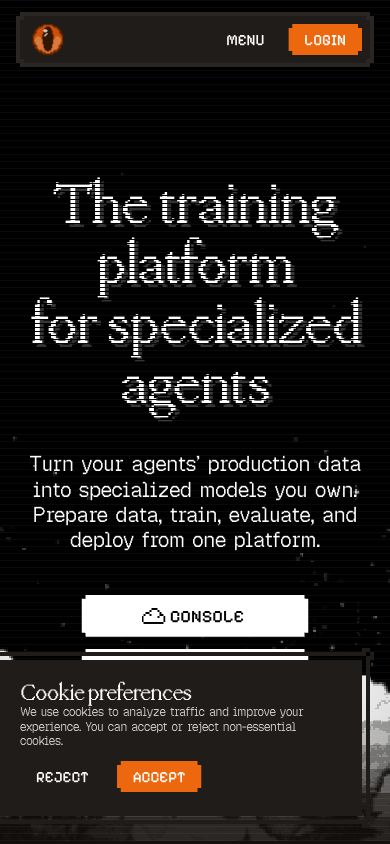 MENU
LOGIN
The training
platform
for specialized
agents
Turn your agents’ production data
into specialized models you own.
Prepare data, train, evaluate, and
deploy from one platform.
CONSOLE
Cookie preferences
We use cookies to analyze traffic and improve your
experience. You can accept or reject non-essential
cookies.
REJECT
ACCEPT